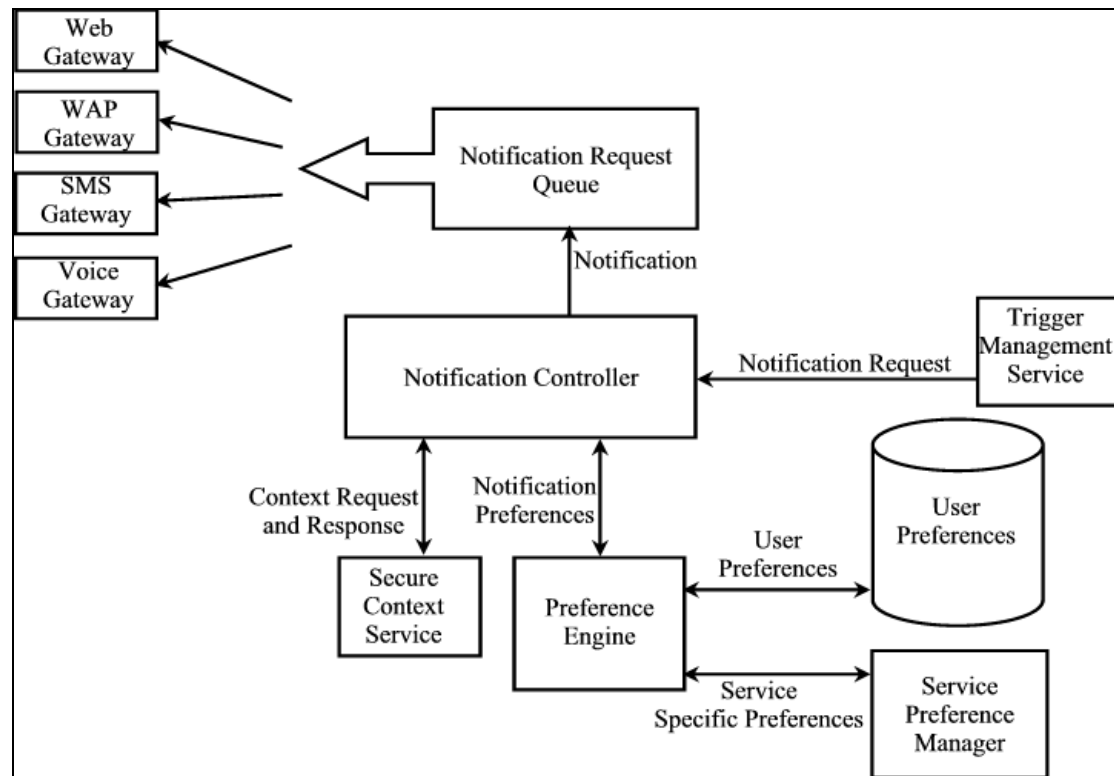 Web
Gateway
WAP
Gateway
SMS
Gateway
Voice
Gateway
Notification Request
Queue
Notification
Trigger
Management
Service
Notification Request
Notification Controller
Context Request
and Response
Notification
Preferences
User
Preferences
User
Preferences
Secure
Context
Service
Preference
Engine
Service
Specific Preferences
Service
Preference
Manager